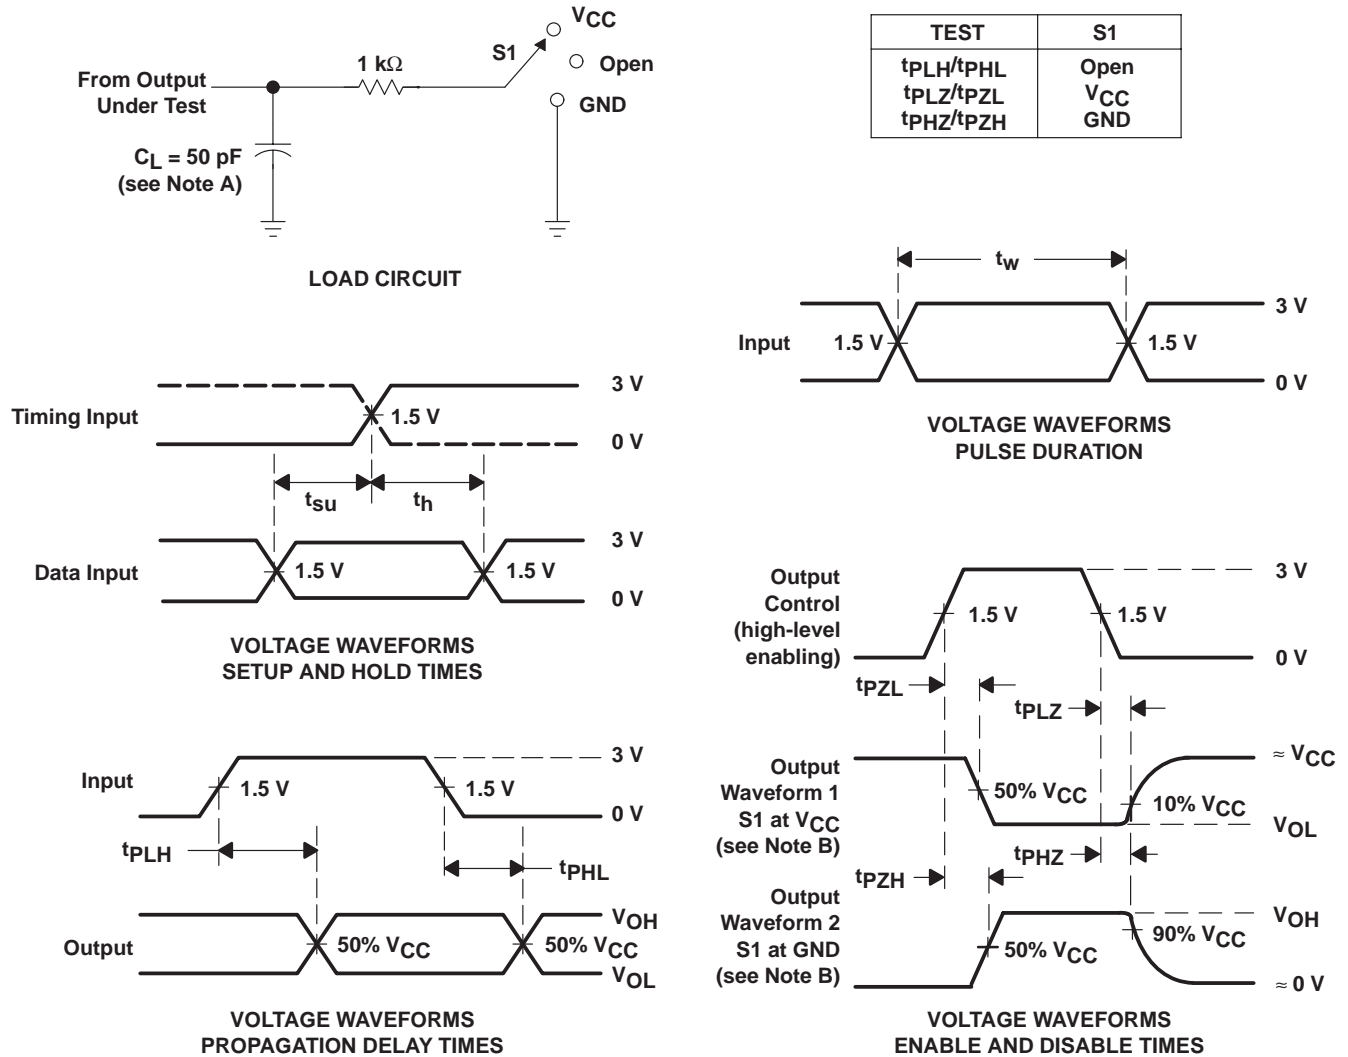 VCC
S1
1 kΩ
Open
From Output
Under Test
GND
CL = 50 pF
(see Note A)
LOAD CIRCUIT
TEST S1
tPLH/tPHL Open
tPLZ/tPZL VCC
tPHZ/tPZH GND
tw
3 V
Input 1.5 V 1.5 V
0 V
VOLTAGE WAVEFORMS
PULSE DURATION
3 V
Timing Input 1.5 V
0 V
tsu th
3 V
Data Input 1.5 V 1.5 V
0 V
VOLTAGE WAVEFORMS
SETUP AND HOLD TIMES
3 V
Input 1.5 V 1.5 V
0 V
tPLH tPHL
VOH
Output 50% VCC 50% VCC
VOL
VOLTAGE WAVEFORMS
PROPAGATION DELAY TIMES
Output
Control
(high-level
enabling)
3 V
1.5 V 1.5 V
0 V
tPZL
tPLZ
Output
Waveform 1
S1 at VCC
(see Note B)
≈ VCC
50% VCC 10% VCC
VOL
tPHZ
tPZH
Output
Waveform 2
S1 at GND
(see Note B)
VOH
50% VCC 90% VCC
≈ 0 V
VOLTAGE WAVEFORMS
ENABLE AND DISABLE TIMES